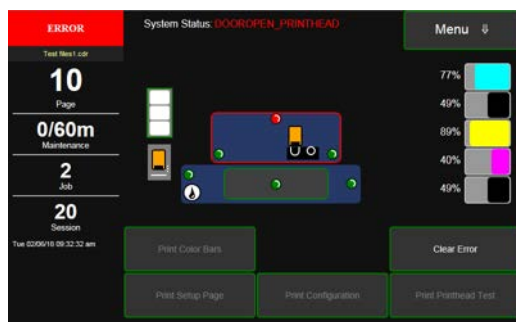 ERROR
System Status: DOOROPEN_PRINTHEAD
Menu
Test files1.cdr
10
Page
0/60m
Maintenance
2
Job
20
Session
Tue 02/06/16 09:32:32 am
77%
49%
89%
40%
49%
Print Color Bars
Clear Error
Print Setup Page
Print Configuration
Print Printhead Test